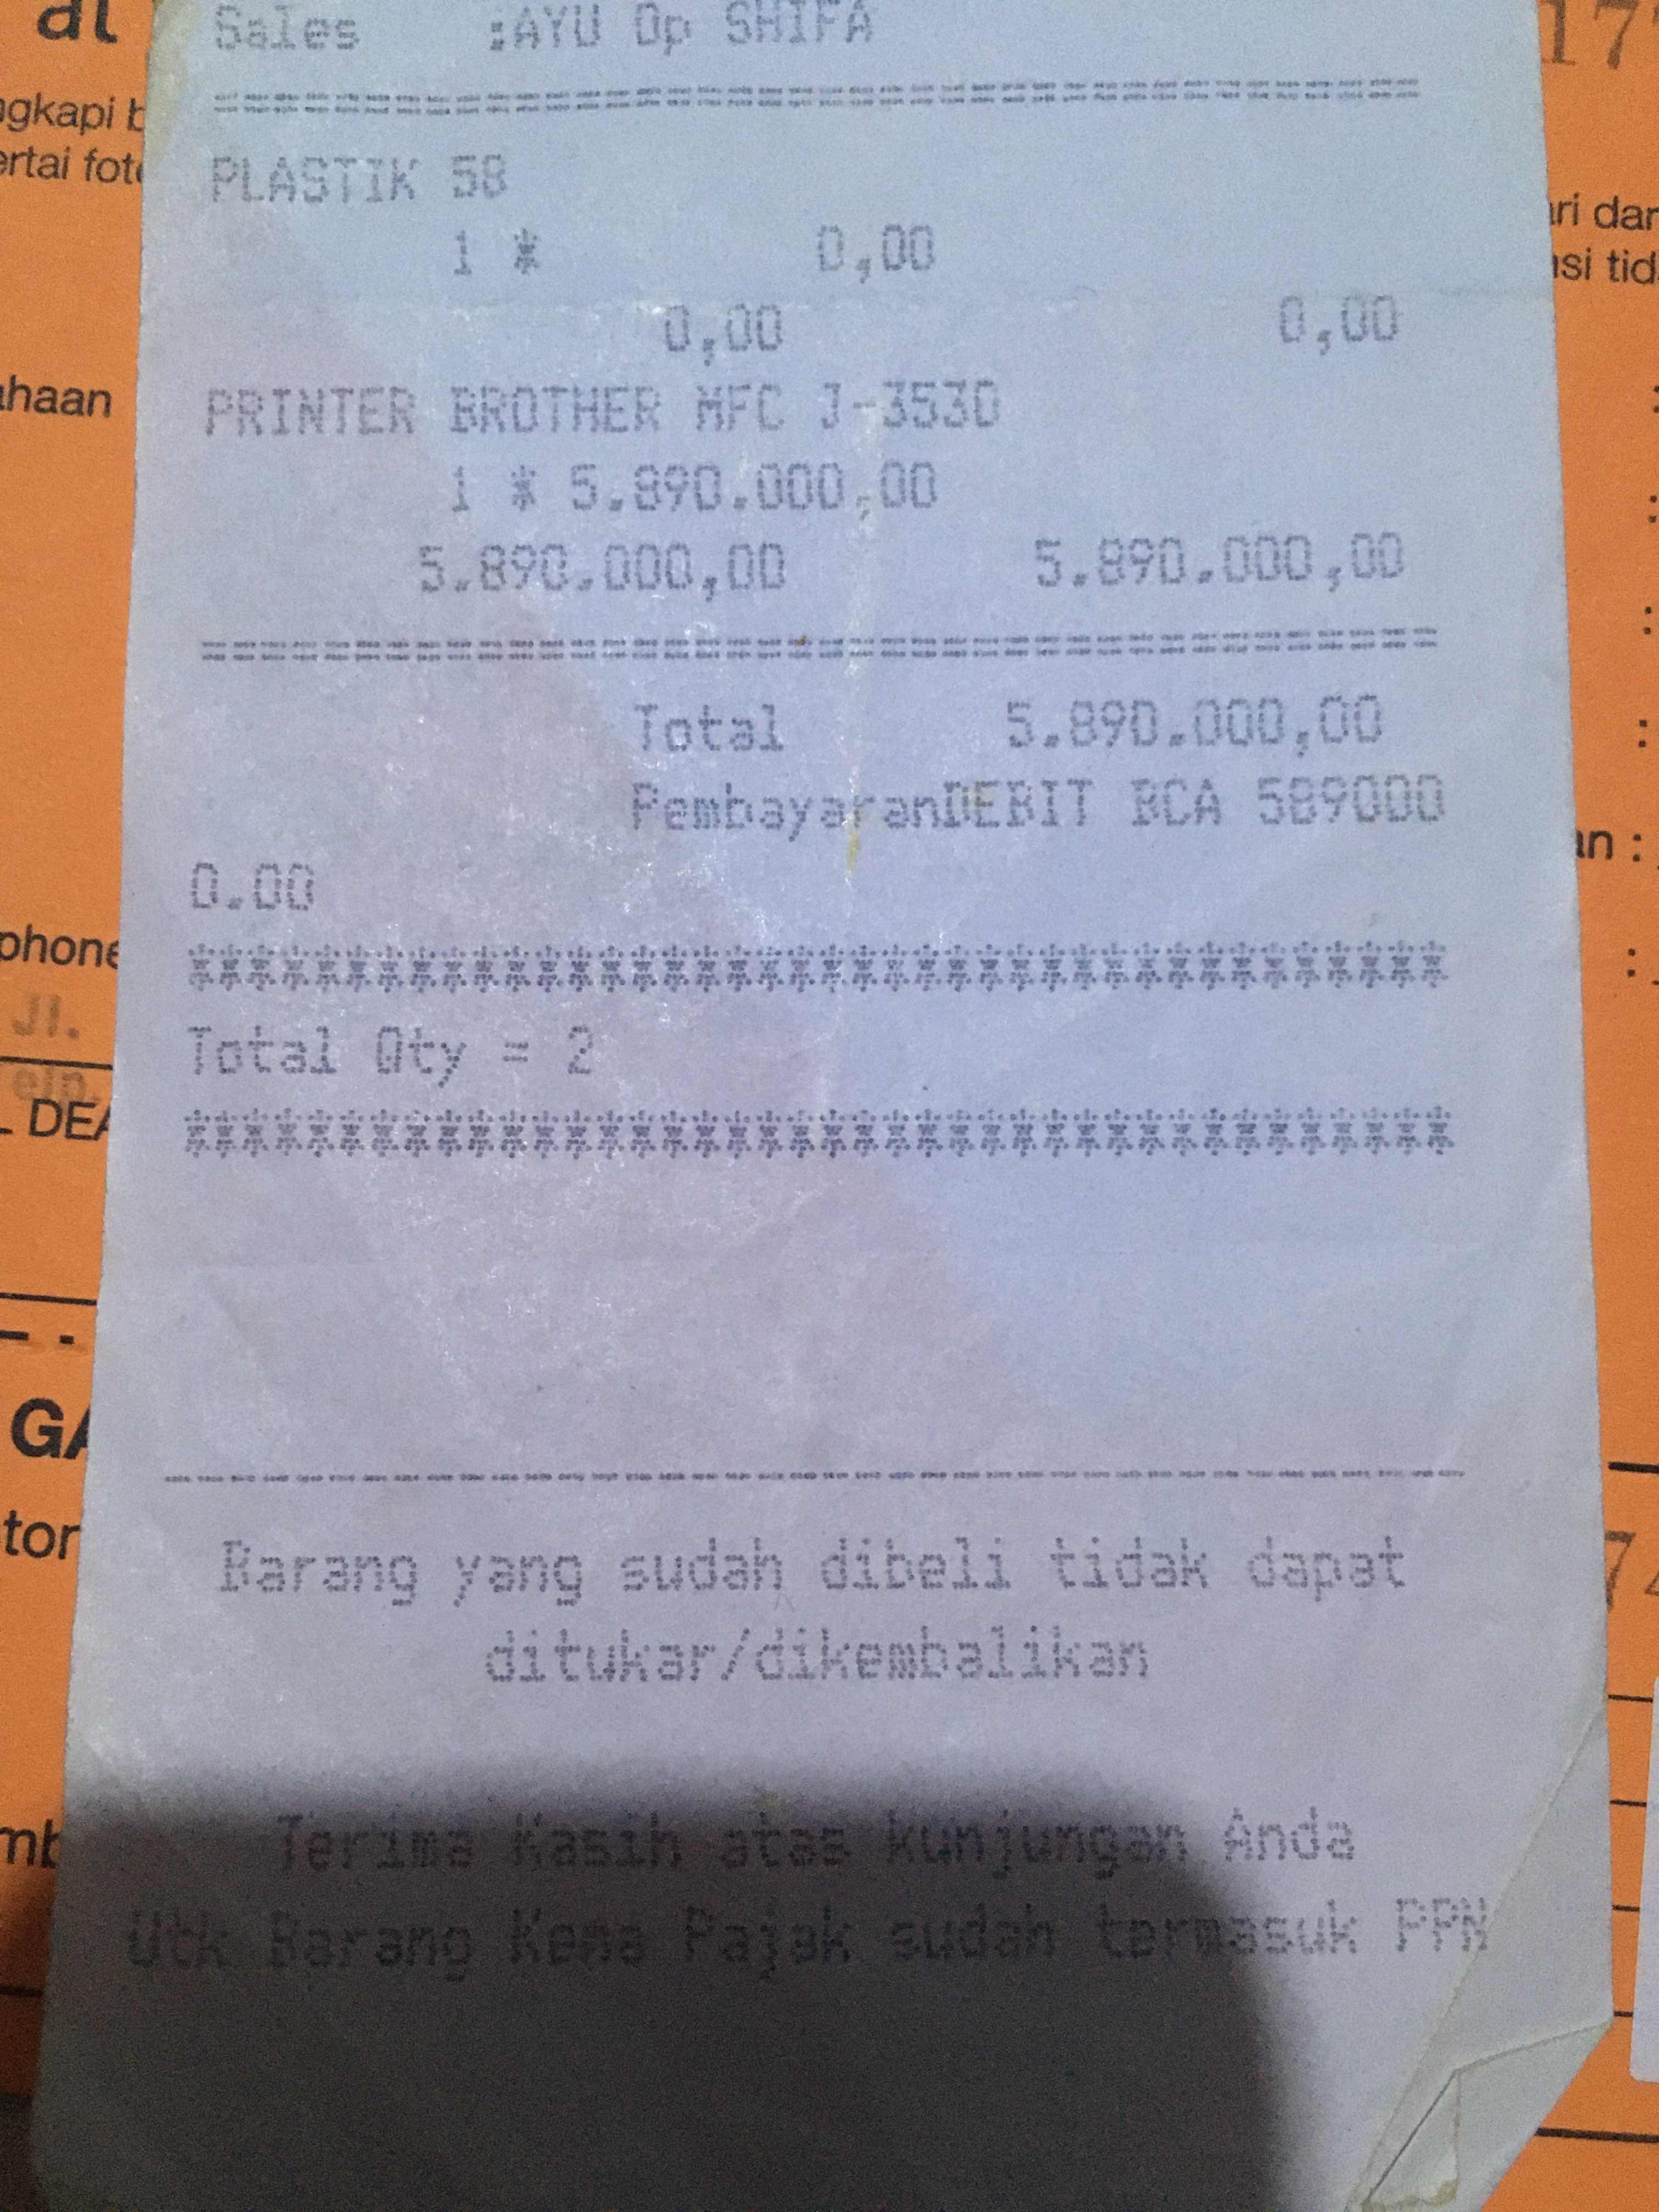 Sales :AYU Op SHIFA
PLASTIK 58
1 * 0,00
0,00 0,00
PRINTER BROTHER MFC J-3530
1 * 5.890.000,00
5.890.000,00 5.890.000,00
Total 5.890.000,00
PembayaranDEBIT BCA 589000
0.00
****************************************
Total Qty = 2
****************************************
Barang yang sudah dibeli tidak dapat
ditukar/dikembalikan
Terima Kasih atas kunjungan Anda
Utk Barang Kena Pajak sudah termasuk PPN